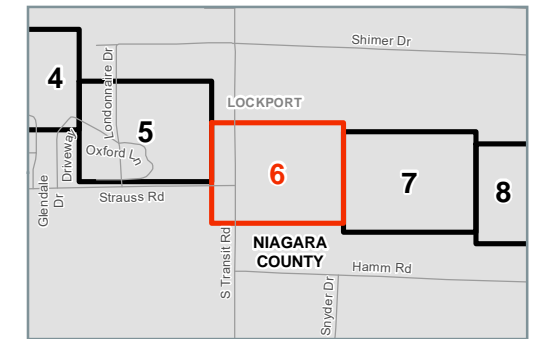 Shimer Dr
4
Londonnaire Dr
LOCKPORT
5
Driveway
Oxford Ln
6
7
8
Glendale
Dr
Strauss Rd
S Transit Rd
NIAGARA
COUNTY
Hamm Rd
Snyder Dr